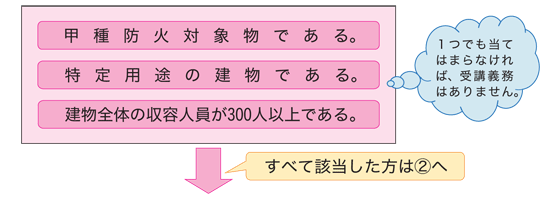 甲種防火対象物である。
特定用途の建物である。
建物全体の収容人員が300人以上である。
1つでも当て
はまらなけれ
ば、受講義務
はありません。
すべて該当した方は②へ